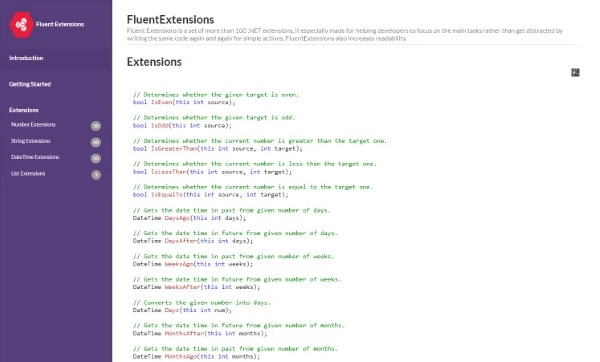 Fluent Extensions
Introduction
Getting Started
Extensions
Number Extensions
String Extensions
DateTime Extensions
List Extensions
FluentExtensions
Fluent Extensions is a set of more than 100 .NET extensions, it especially made for helping developers to focus on the main tasks rather than get distracted by
writing the same code again and again for simple actions. FluentExtensions also increases readability.
Extensions
// Determines whether the given target is even.
bool IsEven(this int source);
// Determines whether the given target is odd.
bool IsOdd(this int source);
// Determines whether the current number is greater than the target one.
bool IsGreaterThan(this int source, int target);
// Determines whether the current number is less than the target one.
bool IsLessThan(this int source, int target);
// Determines whether the current number is equal to the target one.
bool IsEqualTo(this int source, int target);
// Gets the date time in past from given number of days.
DateTime DaysAgo(this int days);
// Gets the date time in future from given number of days.
DateTime DaysAfter(this int days);
// Gets the date time in past from given number of weeks.
DateTime WeeksAgo(this int weeks);
// Gets the date time in future from given number of weeks.
DateTime WeeksAfter(this int weeks);
// Converts the given number into days.
DateTime Days(this int num);
// Gets the date time in future from given number of months.
DateTime MonthsAfter(this int months);
// Gets the date time in past from given number of months.
DateTime MonthsAgo(this int months);